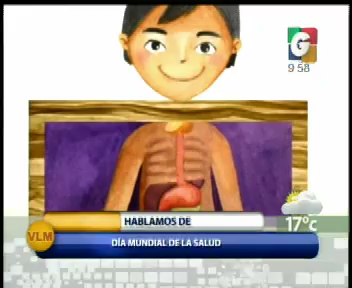 G
9 58
HABLAMOS DE
17°c
VLM
DÍA MUNDIAL DE LA SALUD